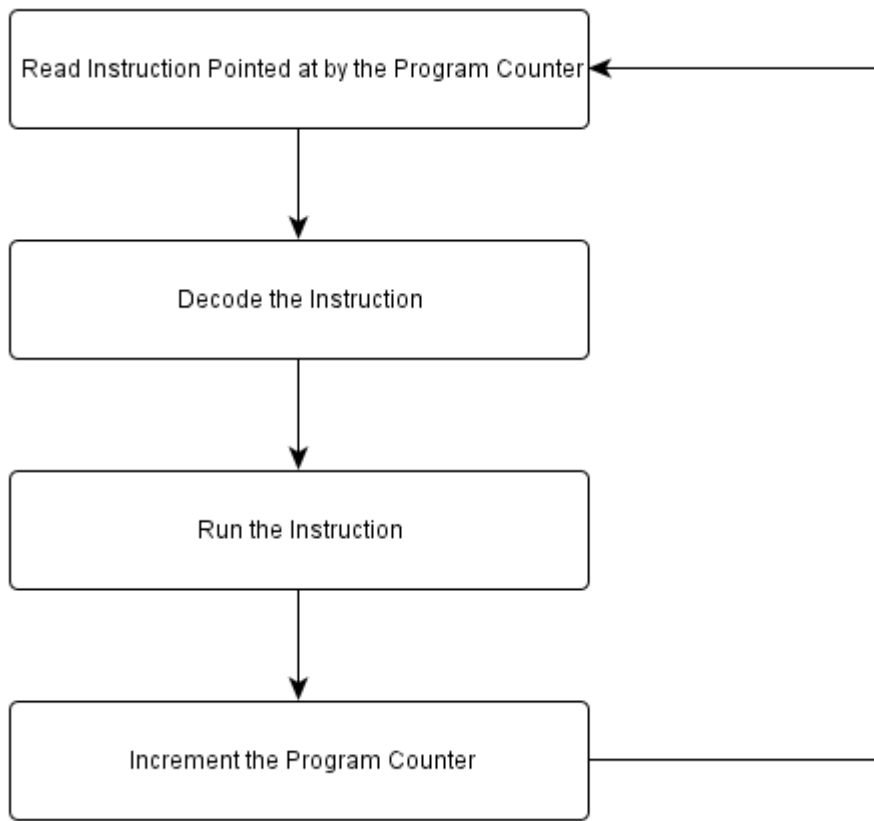 Read Instruction Pointed at by the Program Counter
Decode the Instruction
Run the Instruction
Increment the Program Counter